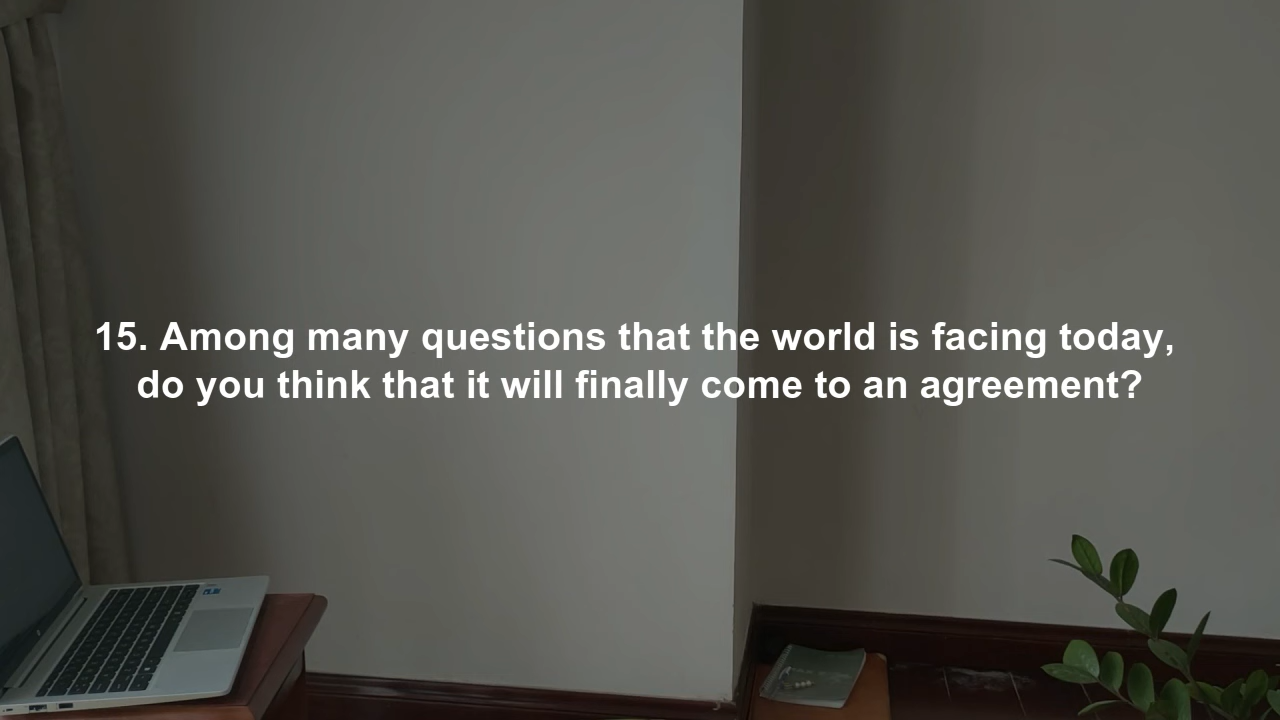 15. Among many questions that the world is facing today,
do you think that it will finally come to an agreement?